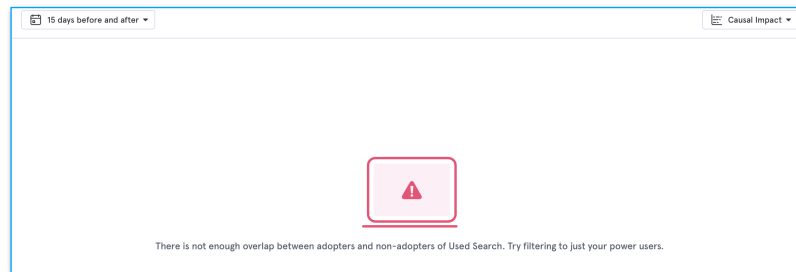 15 days before and after
Causal Impact
There is not enough overlap between adopters and non-adopters of Used Search. Try filtering to just your power users.